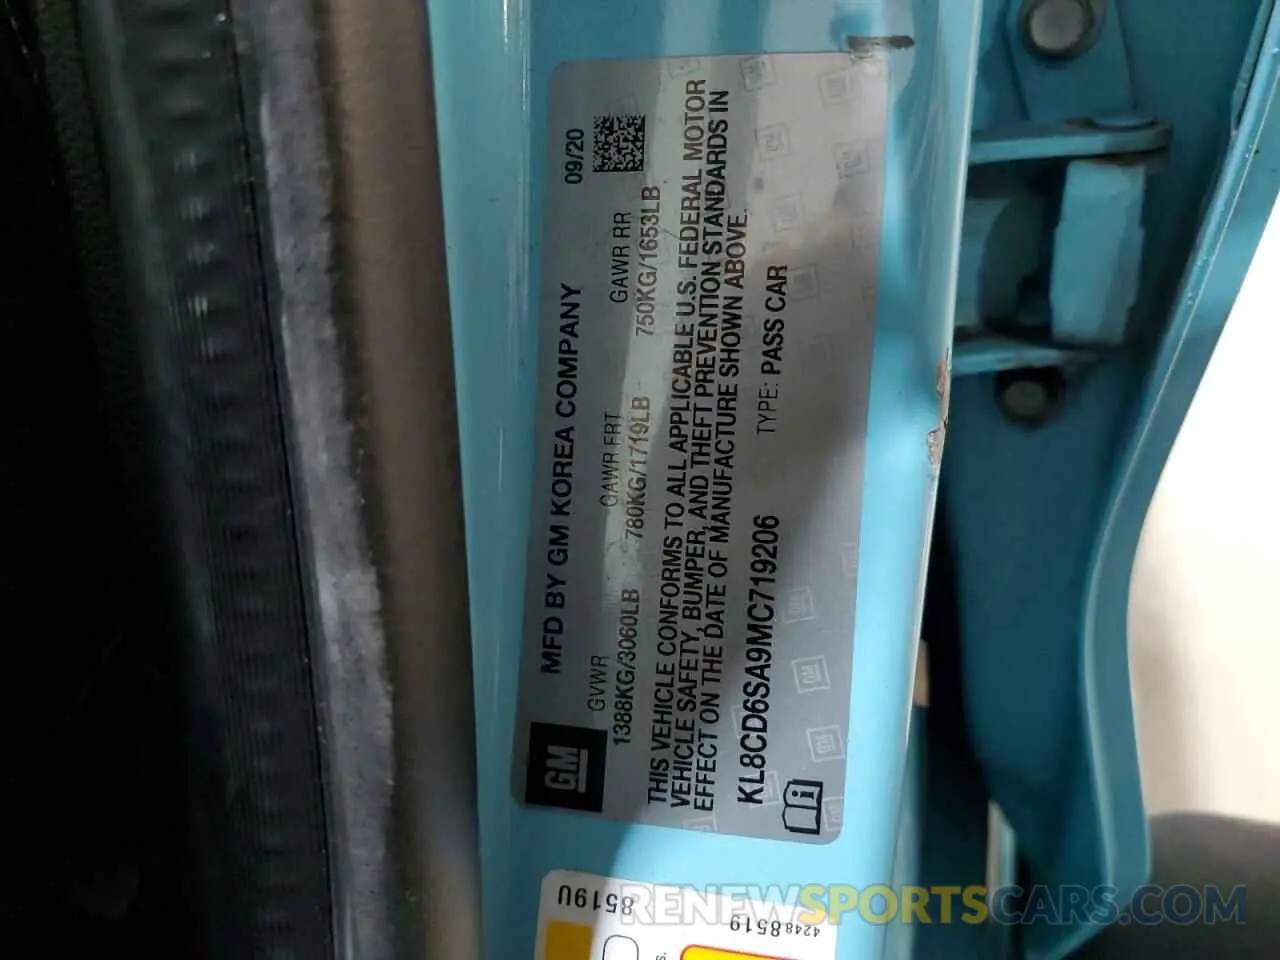 MFD BY GM KOREA COMPANY 09/20
GM
GVWR GAWR FRT GAWR RR
1388KG/3060LB 780KG/1719LB 750KG/1653LB
THIS VEHICLE CONFORMS TO ALL APPLICABLE U.S. FEDERAL MOTOR
VEHICLE SAFETY, BUMPER, AND THEFT PREVENTION STANDARDS IN
EFFECT ON THE DATE OF MANUFACTURE SHOWN ABOVE.
KL8CD6SA9MC719206 TYPE: PASS CAR
8519U
42488519
RENEWSPORTSCARS.COM